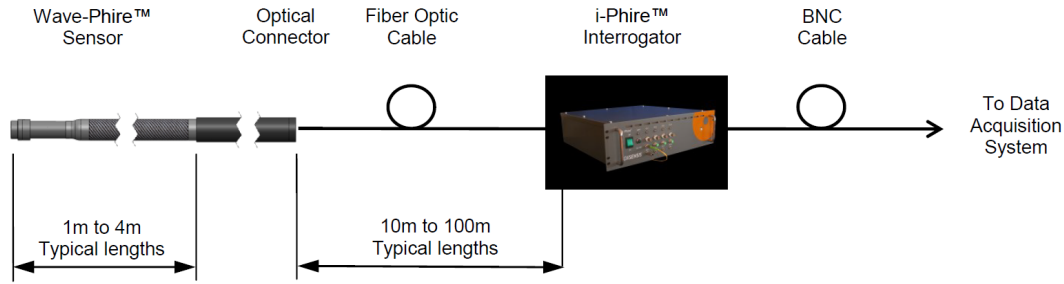 Wave-Phire™
Sensor
Optical
Connector
Fiber Optic
Cable
i-Phire™
Interrogator
BNC
Cable
To Data
Acquisition
System
1m to 4m
Typical lengths
10m to 100m
Typical lengths